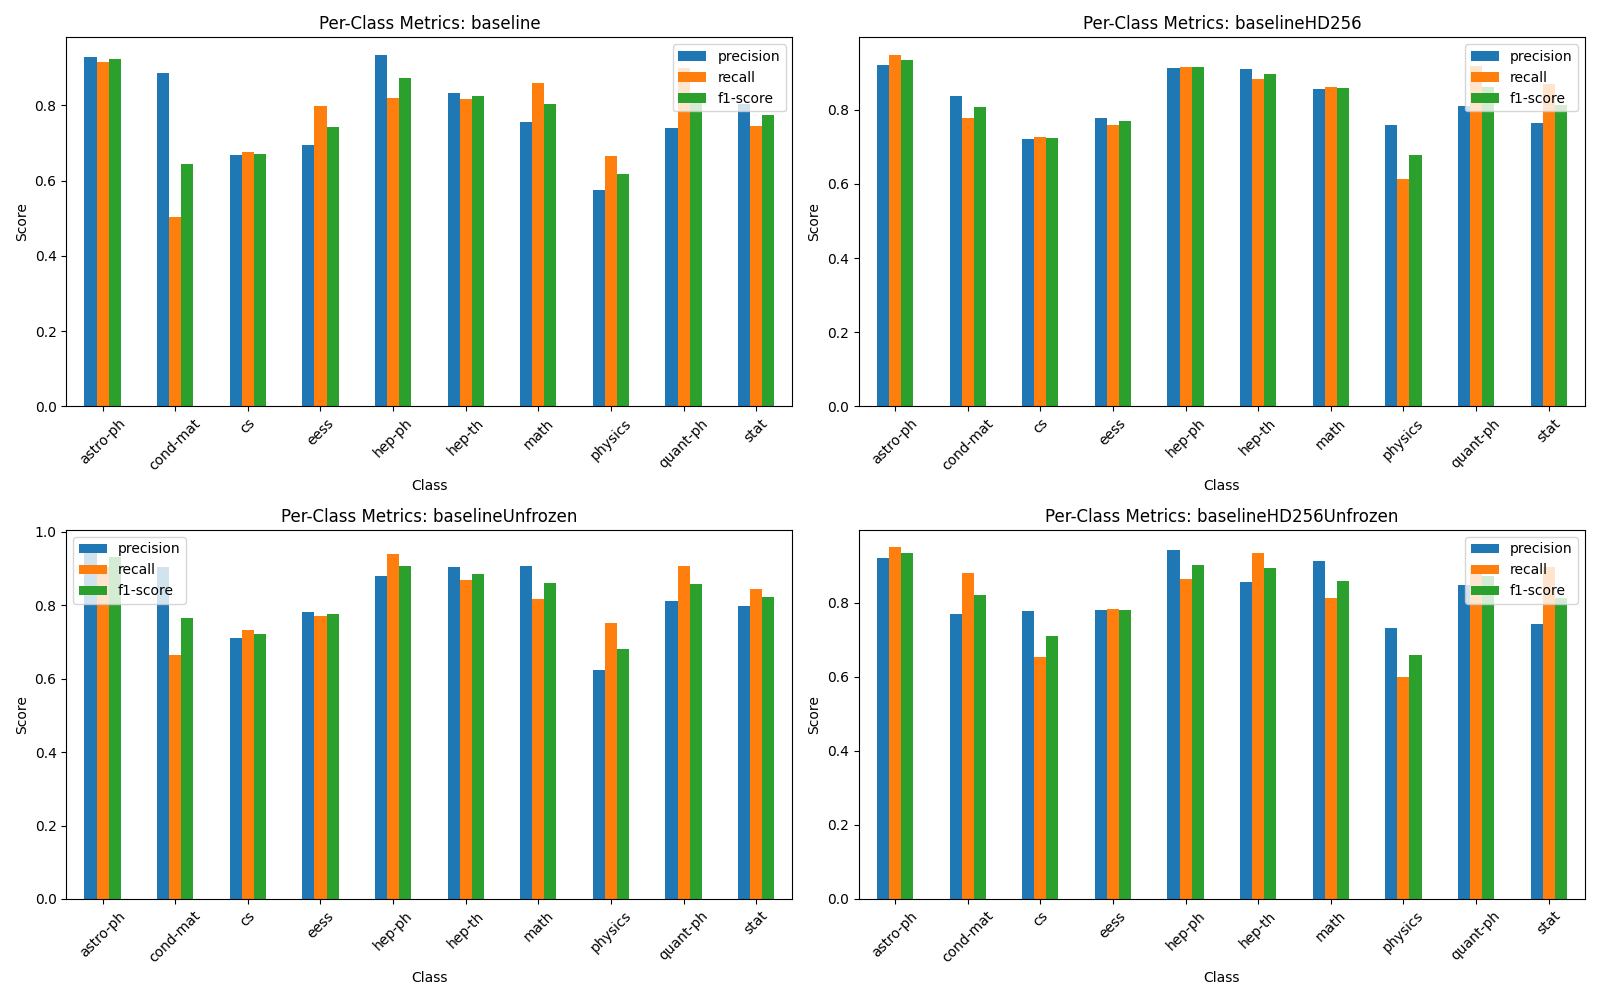 Per-Class Metrics: baseline
precision
recall
f1-score
Score
0.8
0.6
0.4
0.2
0.0
astro-ph
cond-mat
cs
eess
hep-ph
hep-th
math
physics
quant-ph
stat
Class
Per-Class Metrics: baselineHD256
precision
recall
f1-score
Score
0.8
0.6
0.4
0.2
0.0
astro-ph
cond-mat
cs
eess
hep-ph
hep-th
math
physics
quant-ph
stat
Class
Per-Class Metrics: baselineUnfrozen
precision
recall
f1-score
Score
1.0
0.8
0.6
0.4
0.2
0.0
astro-ph
cond-mat
cs
eess
hep-ph
hep-th
math
physics
quant-ph
stat
Class
Per-Class Metrics: baselineHD256Unfrozen
precision
recall
f1-score
Score
0.8
0.6
0.4
0.2
0.0
astro-ph
cond-mat
cs
eess
hep-ph
hep-th
math
physics
quant-ph
stat
Class